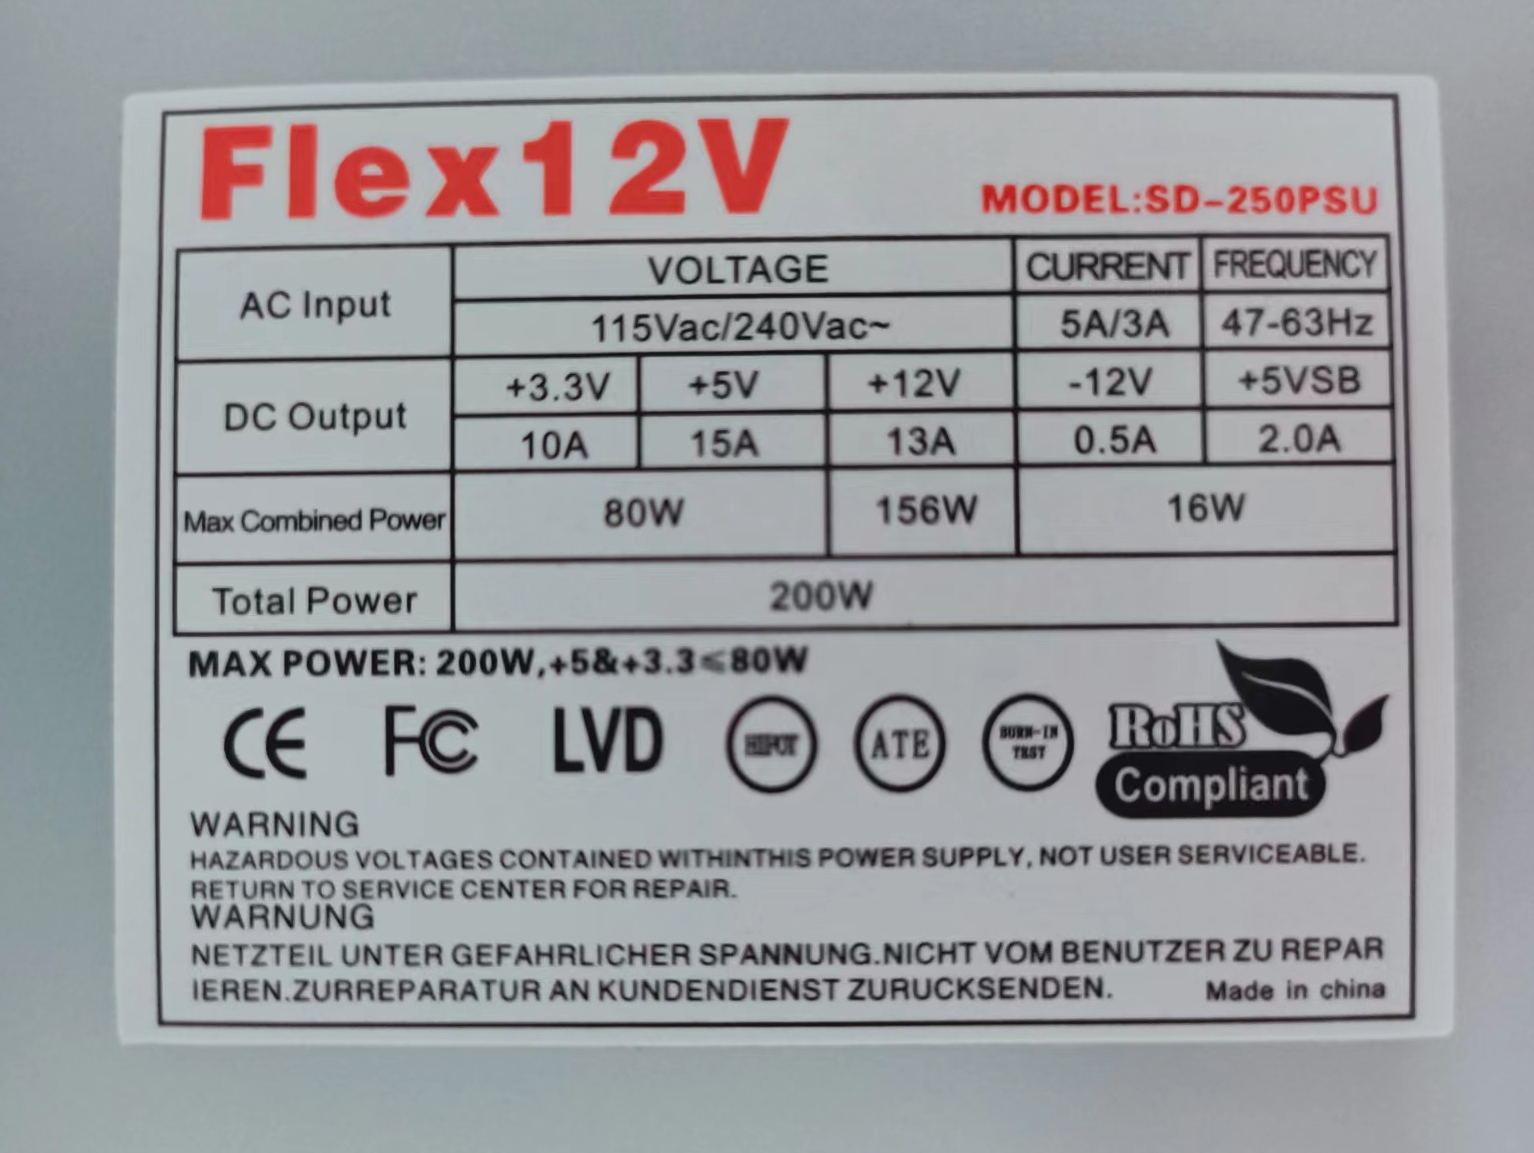 Flex12V
MODEL:SD-250PSU
AC Input
VOLTAGE
CURRENT
FREQUENCY
115Vac/240Vac~
5A/3A
47-63Hz
DC Output
+3.3V
+5V
+12V
-12V
+5VSB
10A
15A
13A
0.5A
2.0A
Max Combined Power
80W
156W
16W
Total Power
200W
MAX POWER: 200W,+5&+3.3≤80W
CE
FC
LVD
HIPOT
ATE
BURN-IN
TEST
RoHS
Compliant
WARNING
HAZARDOUS VOLTAGES CONTAINED WITHINTHIS POWER SUPPLY, NOT USER SERVICEABLE.
RETURN TO SERVICE CENTER FOR REPAIR.
WARNUNG
NETZTEIL UNTER GEFAHRLICHER SPANNUNG.NICHT VOM BENUTZER ZU REPAR
IEREN.ZURREPARATUR AN KUNDENDIENST ZURUCKSENDEN.
Made in china